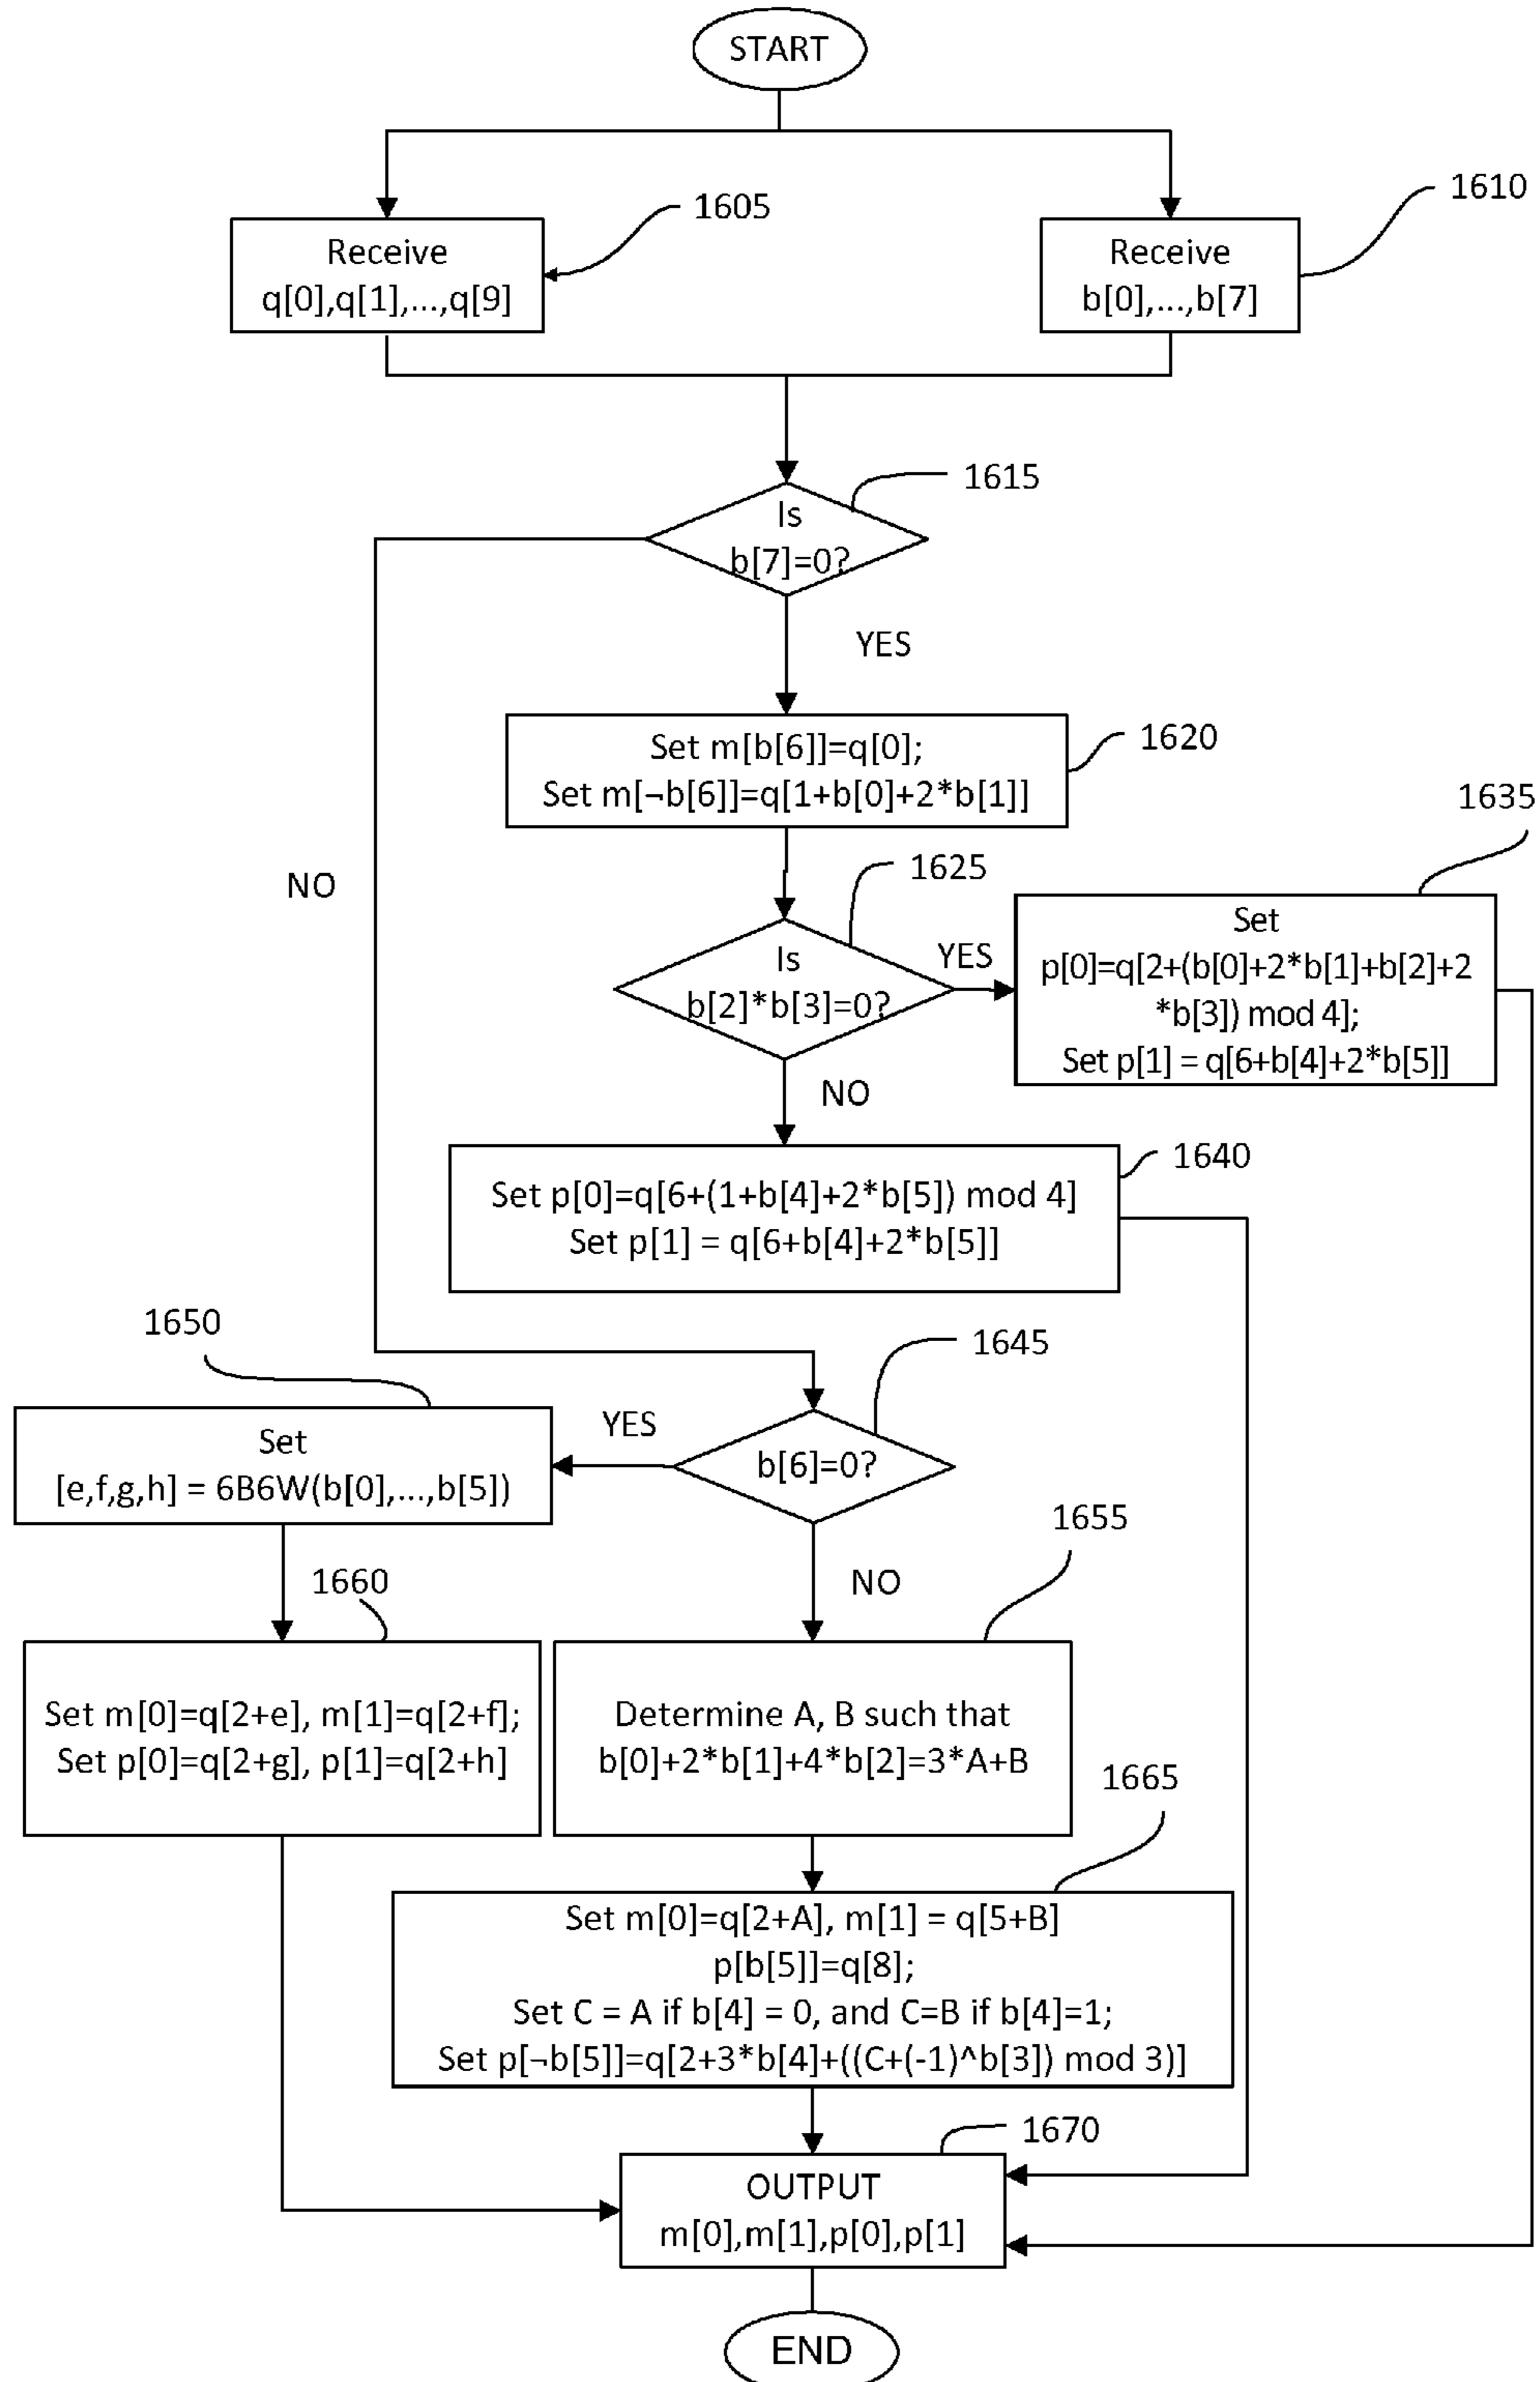 START
1605
1610
Receive
q[0],q[1],...,q[9]
Receive
b[0],...,b[7]
1615
Is
b[7]=0?
YES
1620
Set m[b[6]]=q[0];
Set m[¬b[6]]=q[1+b[0]+2*b[1]]
1635
NO
1625
Is
b[2]*b[3]=0?
YES
Set
p[0]=q[2+(b[0]+2*b[1]+b[2]+2
*b[3]) mod 4];
Set p[1] = q[6+b[4]+2*b[5]]
NO
1640
Set p[0]=q[6+(1+b[4]+2*b[5]) mod 4]
Set p[1] = q[6+b[4]+2*b[5]]
1650
1645
Set
[e,f,g,h] = 6B6W(b[0],...,b[5])
YES
b[6]=0?
1655
1660
NO
Set m[0]=q[2+e], m[1]=q[2+f];
Set p[0]=q[2+g], p[1]=q[2+h]
Determine A, B such that
b[0]+2*b[1]+4*b[2]=3*A+B
1665
Set m[0]=q[2+A], m[1] = q[5+B]
p[b[5]]=q[8];
Set C = A if b[4] = 0, and C=B if b[4]=1;
Set p[¬b[5]]=q[2+3*b[4]+((C+(-1)^b[3]) mod 3)]
1670
OUTPUT
m[0],m[1],p[0],p[1]
END